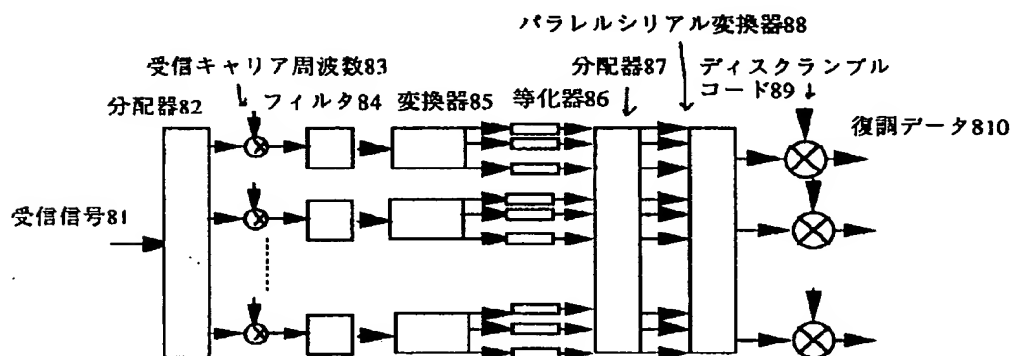 パラレルシリアル変換器88
受信キャリア周波数83
分配器87
ディスクランブル
コード89
分配器82
フィルタ84
変換器85
等化器86
復調データ810
受信信号81